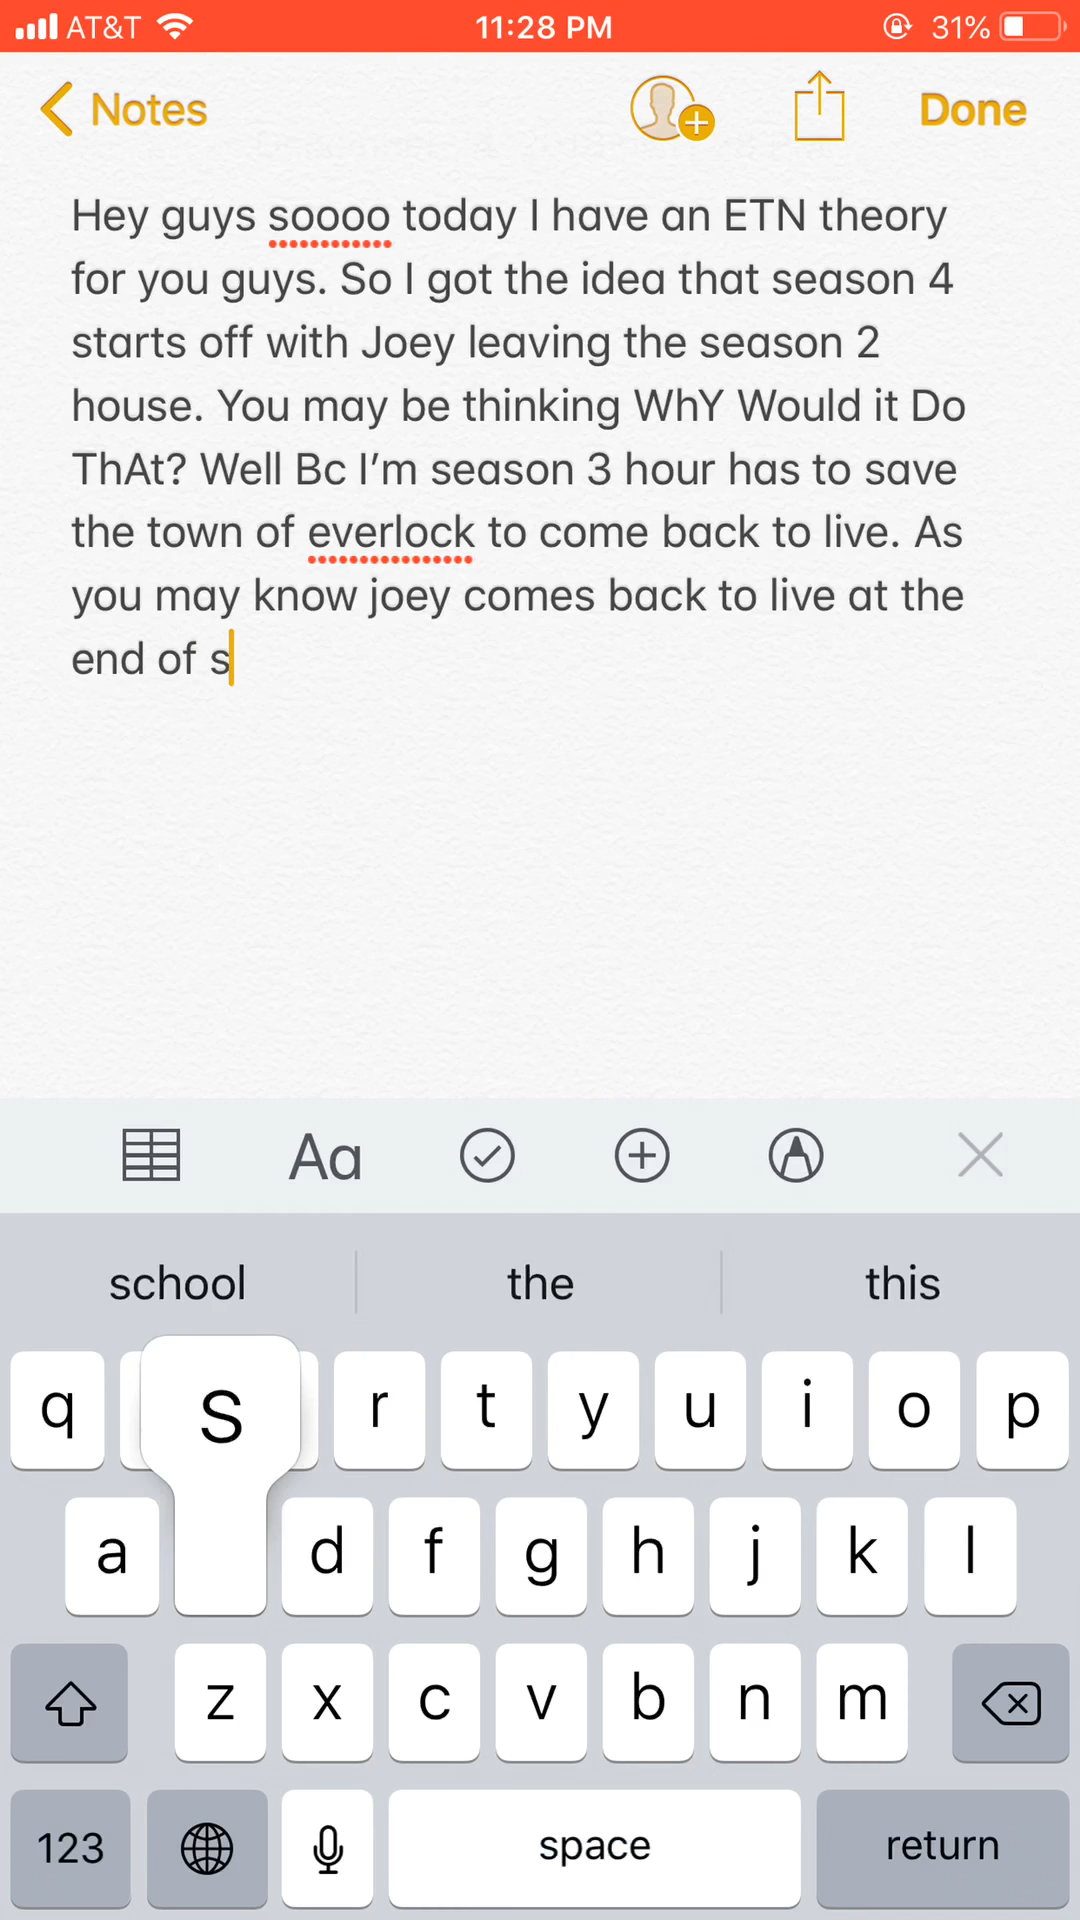 AT&T 11:28 PM 31%
Notes Done
Hey guys soooo today I have an ETN theory
for you guys. So I got the idea that season 4
starts off with Joey leaving the season 2
house. You may be thinking WhY Would it Do
ThAt? Well Bc I’m season 3 hour has to save
the town of everlock to come back to live. As
you may know joey comes back to live at the
end of s
Aa
school the this
q s r t y u i o p
a d f g h j k l
z x c v b n m
123 space return